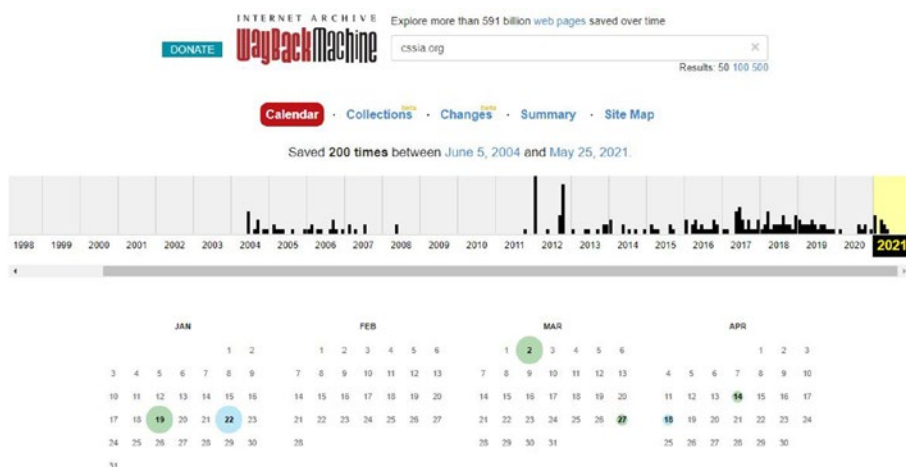 INTERNET ARCHIVE
WayBackMachine
DONATE
Explore more than 591 billion web pages saved over time
cssia.org ×
Results: 50 100 500
Calendar · Collections beta · Changes beta · Summary · Site Map
Saved 200 times between June 5, 2004 and May 25, 2021.
1998 1999 2000 2001 2002 2003 2004 2005 2006 2007 2008 2009 2010 2011 2012 2013 2014 2015 2016 2017 2018 2019 2020 2021
JAN
1 2
3 4 5 6 7 8 9
10 11 12 13 14 15 16
17 18 19 20 21 22 23
24 25 26 27 28 29 30
31
FEB
1 2 3 4 5 6
7 8 9 10 11 12 13
14 15 16 17 18 19 20
21 22 23 24 25 26 27
28
MAR
1 2 3 4 5 6
7 8 9 10 11 12 13
14 15 16 17 18 19 20
21 22 23 24 25 26 27
28 29 30 31
APR
1 2 3
4 5 6 7 8 9 10
11 12 13 14 15 16 17
18 19 20 21 22 23 24
25 26 27 28 29 30